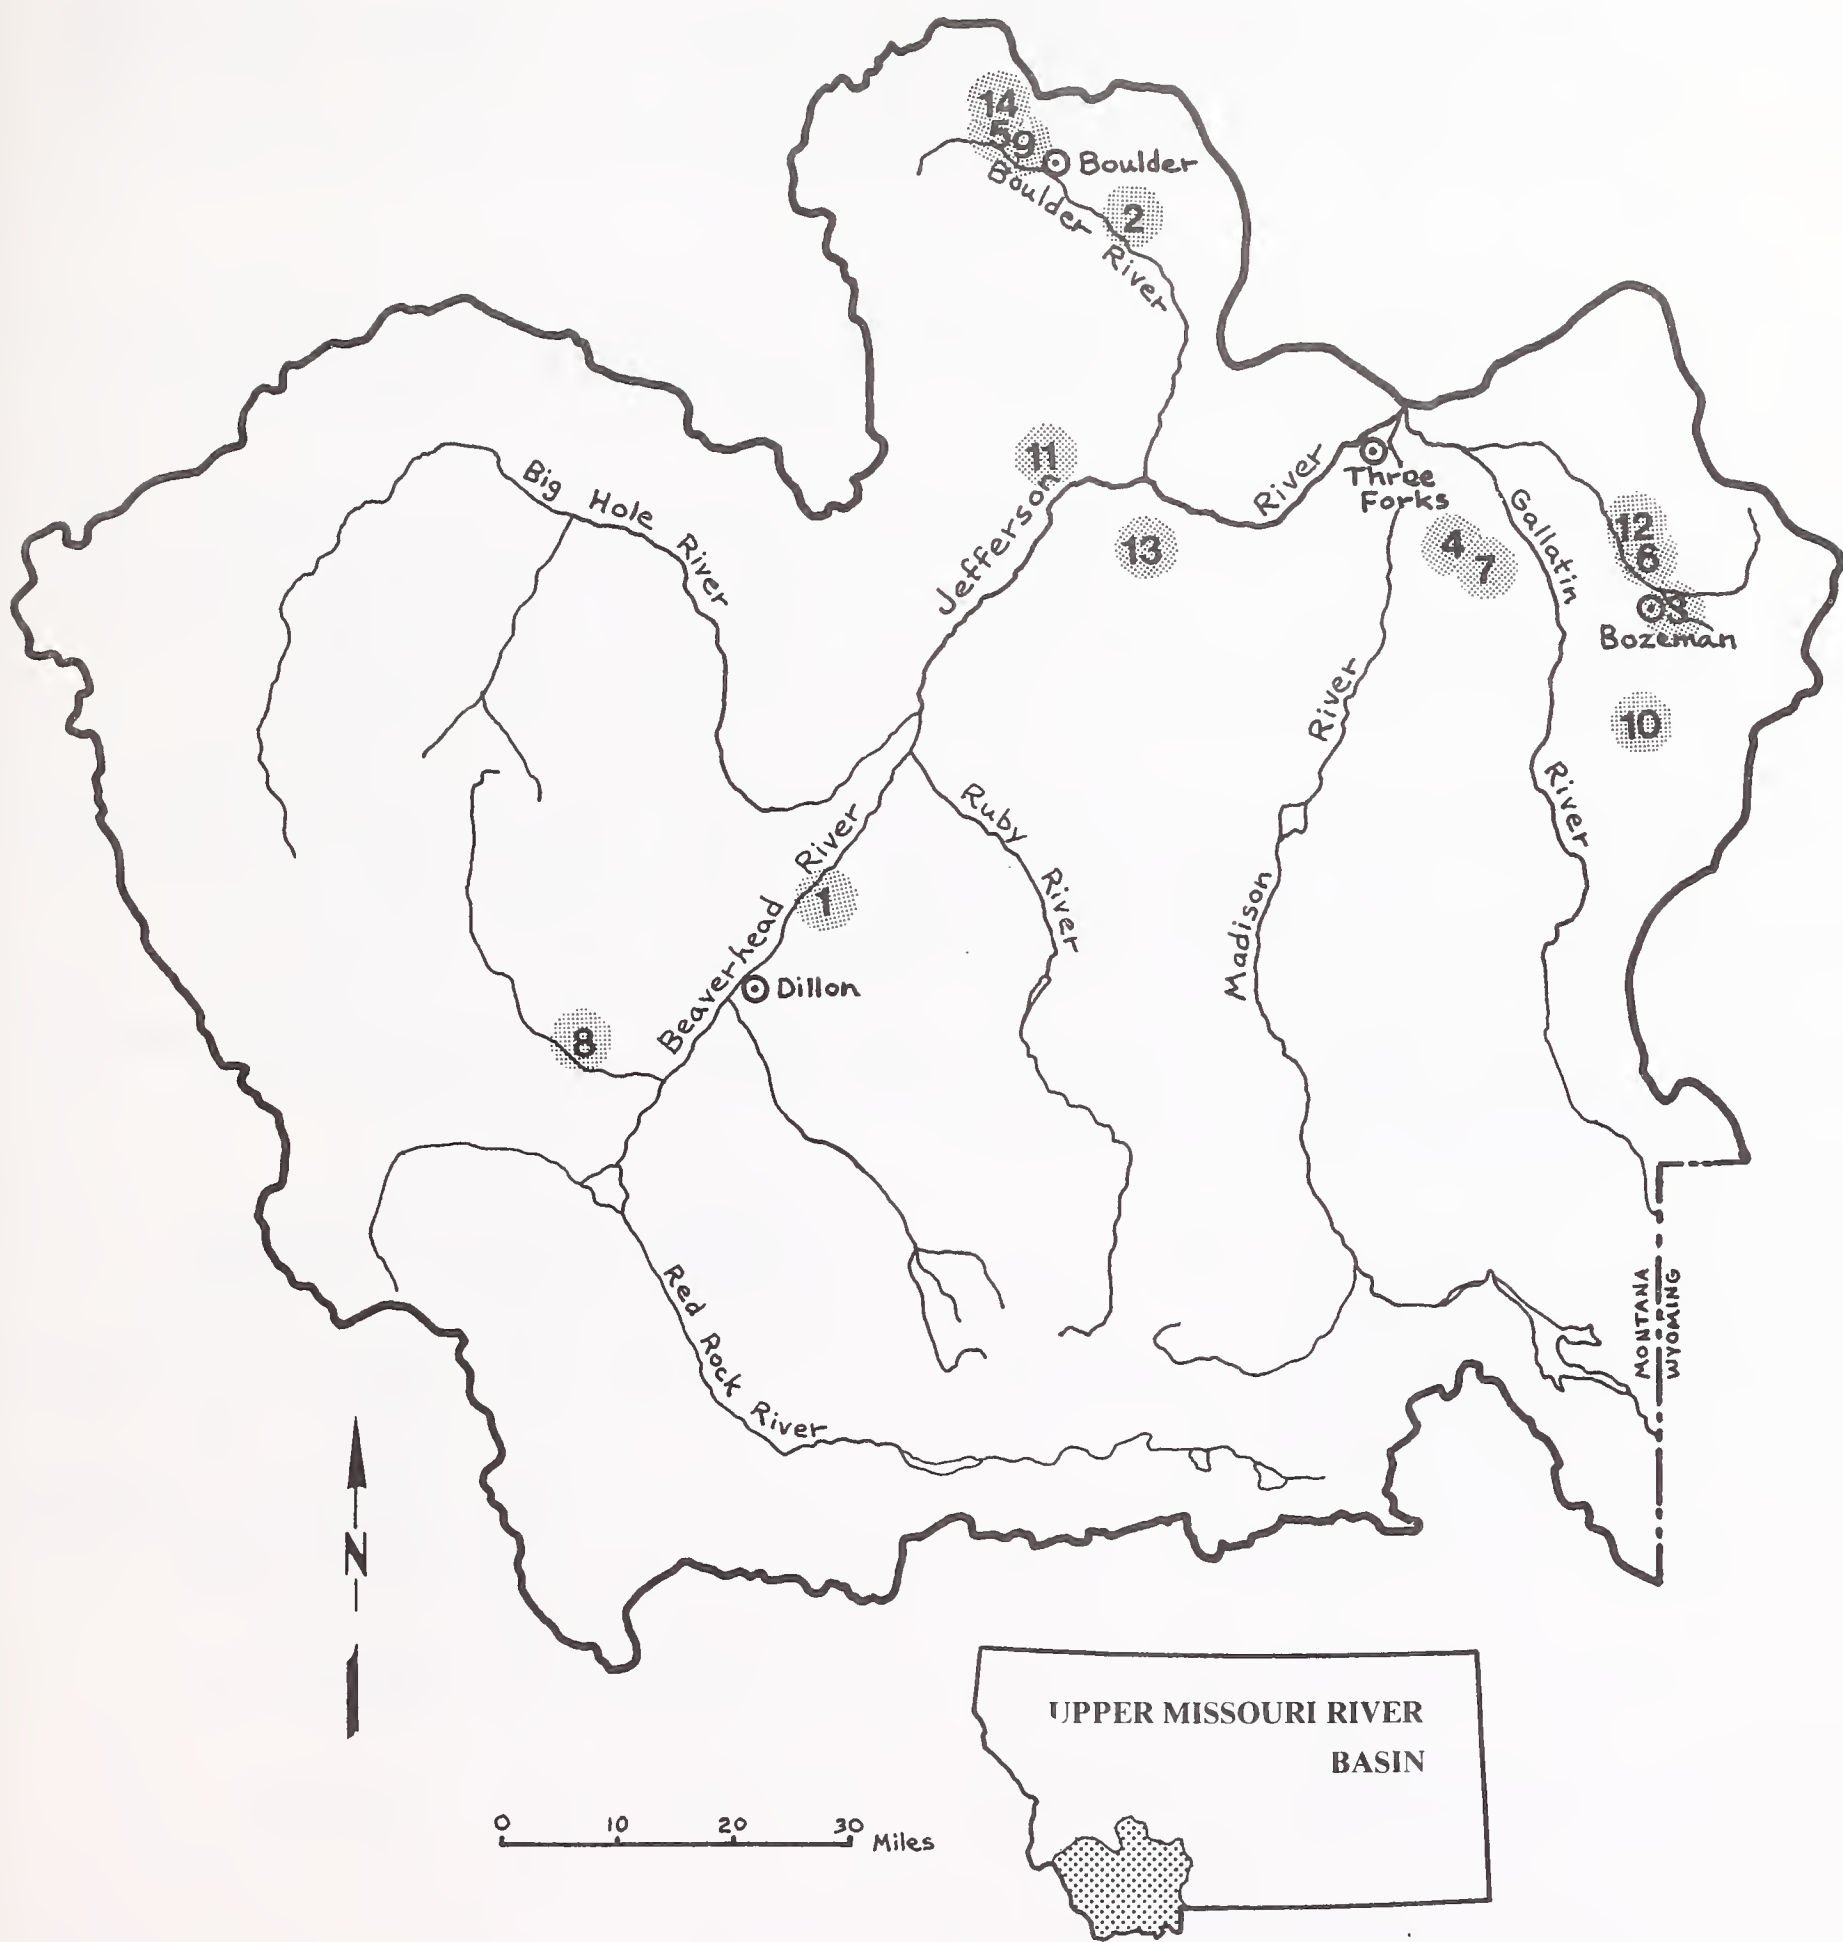 14
59
Boulder
Boulder River
2
11
Big Hole River
Jefferson River
Three
Forks
Gallatin River
12
6
13
4
7
3
Bozeman
10
Madison River
Ruby River
Beaverhead River
1
Dillon
8
Red Rock River
MONTANA
WYOMING
N
UPPER MISSOURI RIVER
BASIN
0 10 20 30 Miles